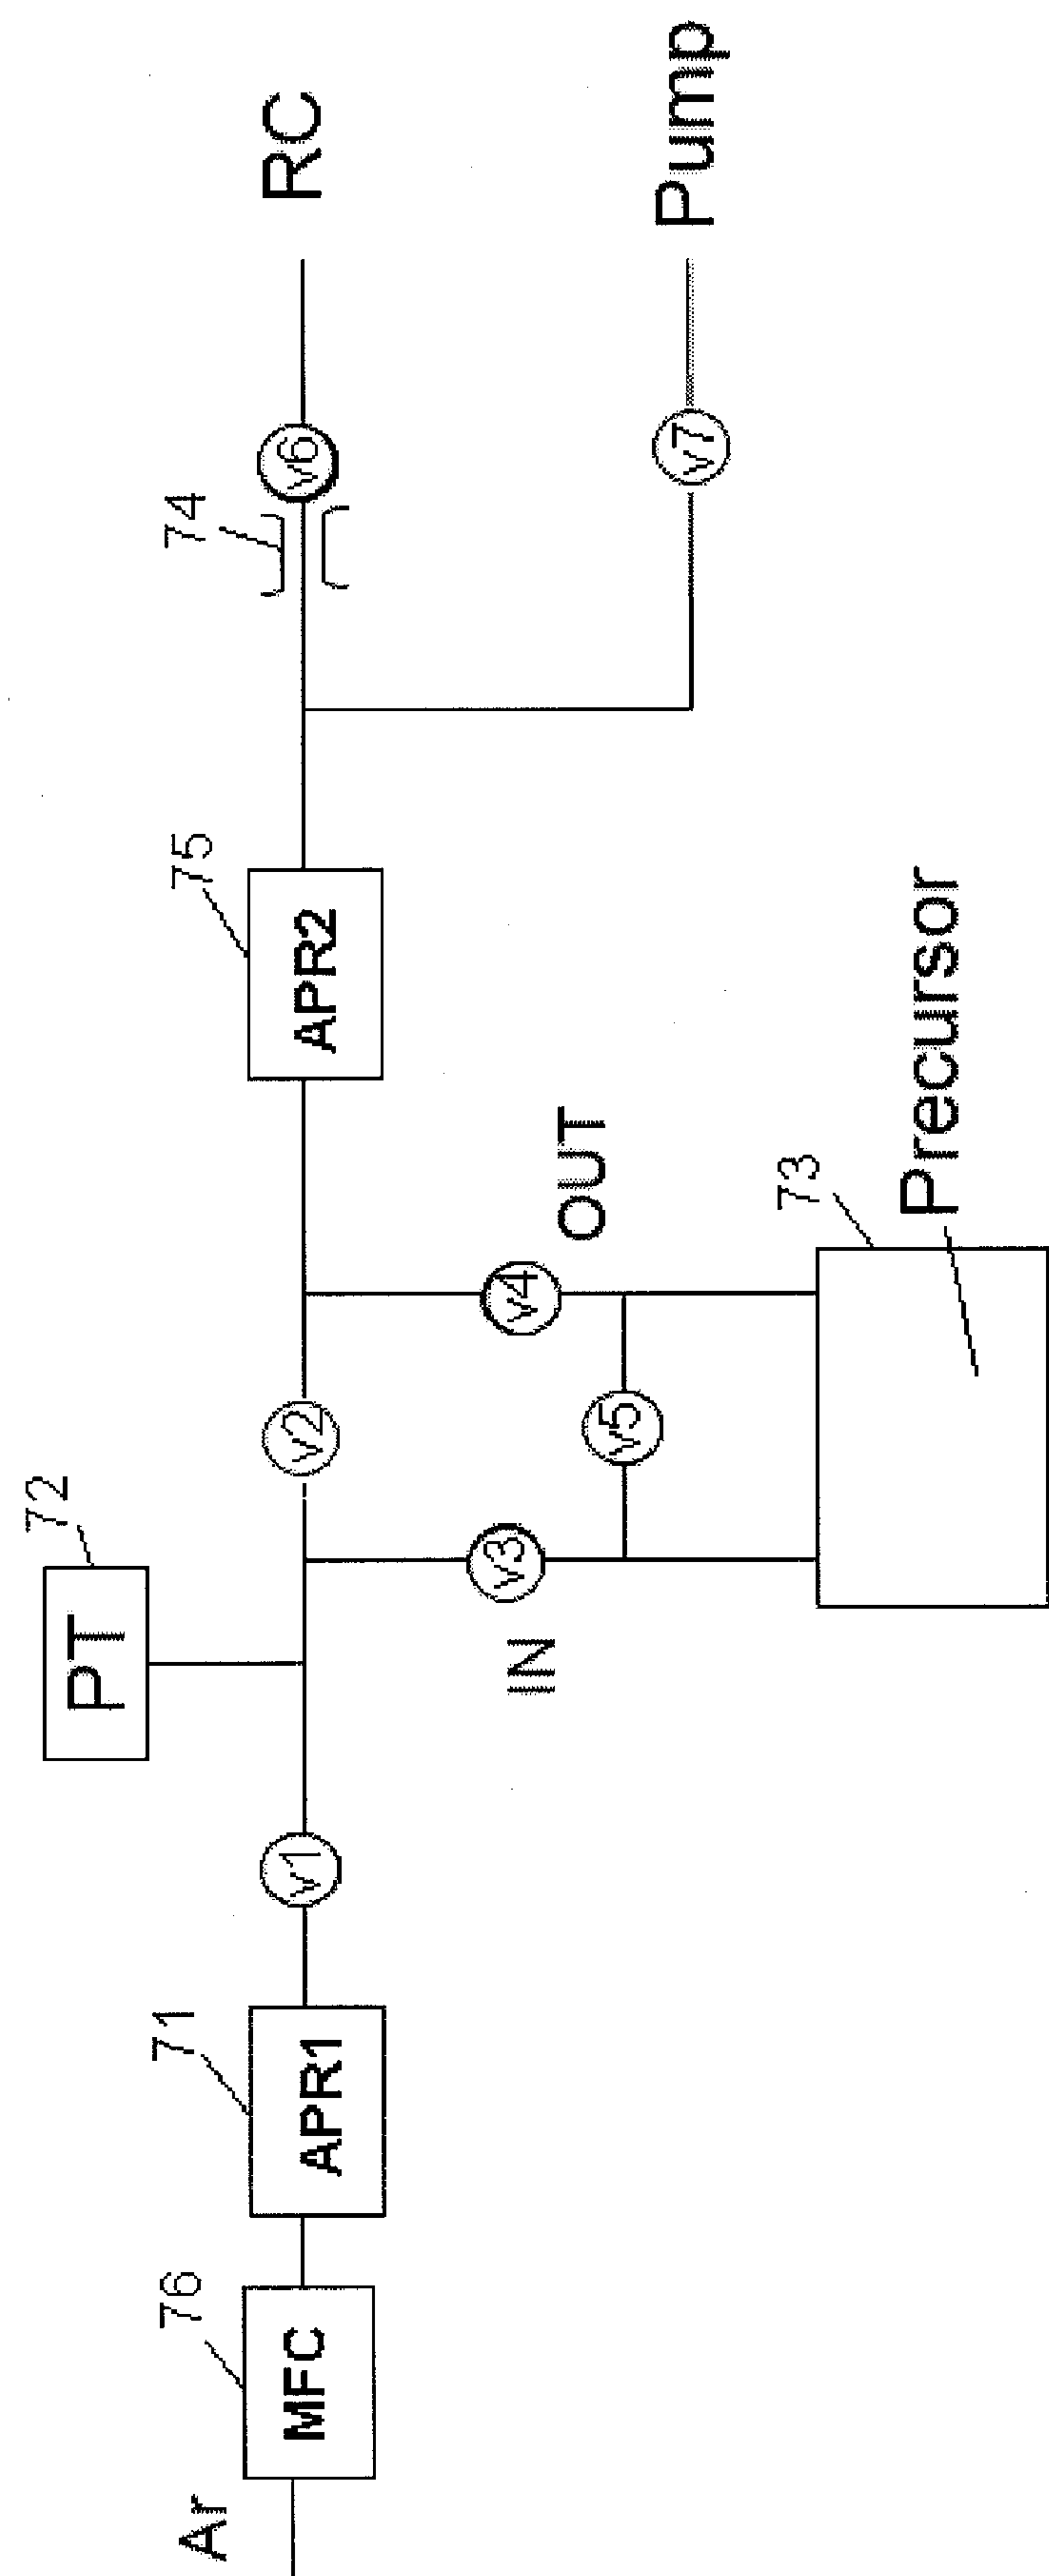 Ar
76
MFC
71
APR1
v1
72
PT
IN
v3
v2
v5
v4
OUT
73
Precursor
75
APR2
74
v6
RC
v7
Pump